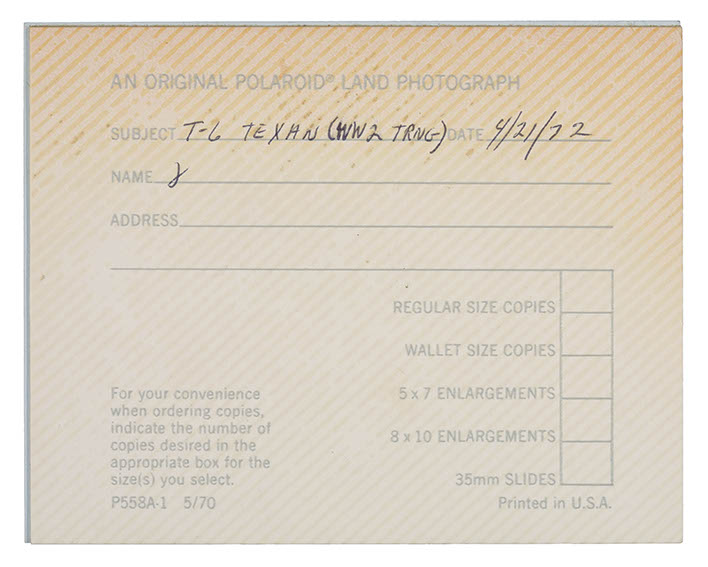 AN ORIGINAL POLAROID® LAND PHOTOGRAPH
SUBJECT T-6 TEXAN (WW2 TRNG) DATE 4/21/72
NAME 8
ADDRESS
REGULAR SIZE COPIES
WALLET SIZE COPIES
5 x 7 ENLARGEMENTS
8 x 10 ENLARGEMENTS
35mm SLIDES
For your convenience
when ordering copies,
indicate the number of
copies desired in the
appropriate box for the
size(s) you select.
P558A-1 5/70
Printed in U.S.A.